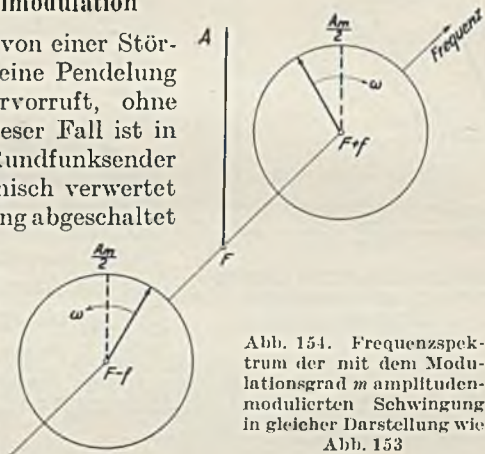 modulation
von einer Stör-
eine Pendelung
rvorruft, ohne
eser Fall ist in
Rundfunksender
nisch verwertet
ng abgeschaltet
A
Am/2
ω
F+f
Frequenz
F
Am/2
ω
F-f
Abb. 154. Frequenzspek-
trum der mit dem Modu-
lationsgrad m amplituden-
modulierten Schwingung
in gleicher Darstellung wie
Abb. 153